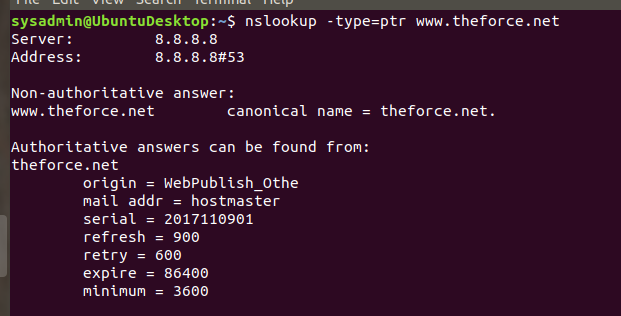 File Edit View Search Terminal Help
sysadmin@UbuntuDesktop:~$ nslookup -type=ptr www.theforce.net
Server:         8.8.8.8
Address:        8.8.8.8#53

Non-authoritative answer:
www.theforce.net        canonical name = theforce.net.

Authoritative answers can be found from:
theforce.net
        origin = WebPublish_Othe
        mail addr = hostmaster
        serial = 2017110901
        refresh = 900
        retry = 600
        expire = 86400
        minimum = 3600